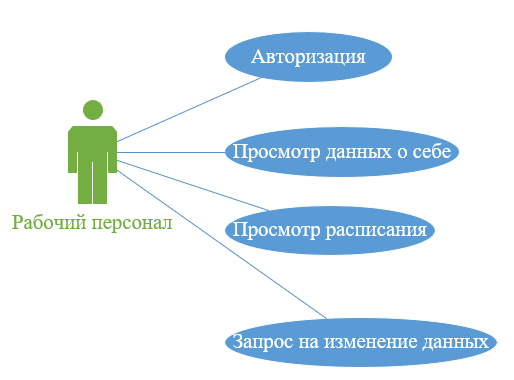 Авторизация
Просмотр данных о себе
Рабочий персонал
Просмотр расписания
Запрос на изменение данных